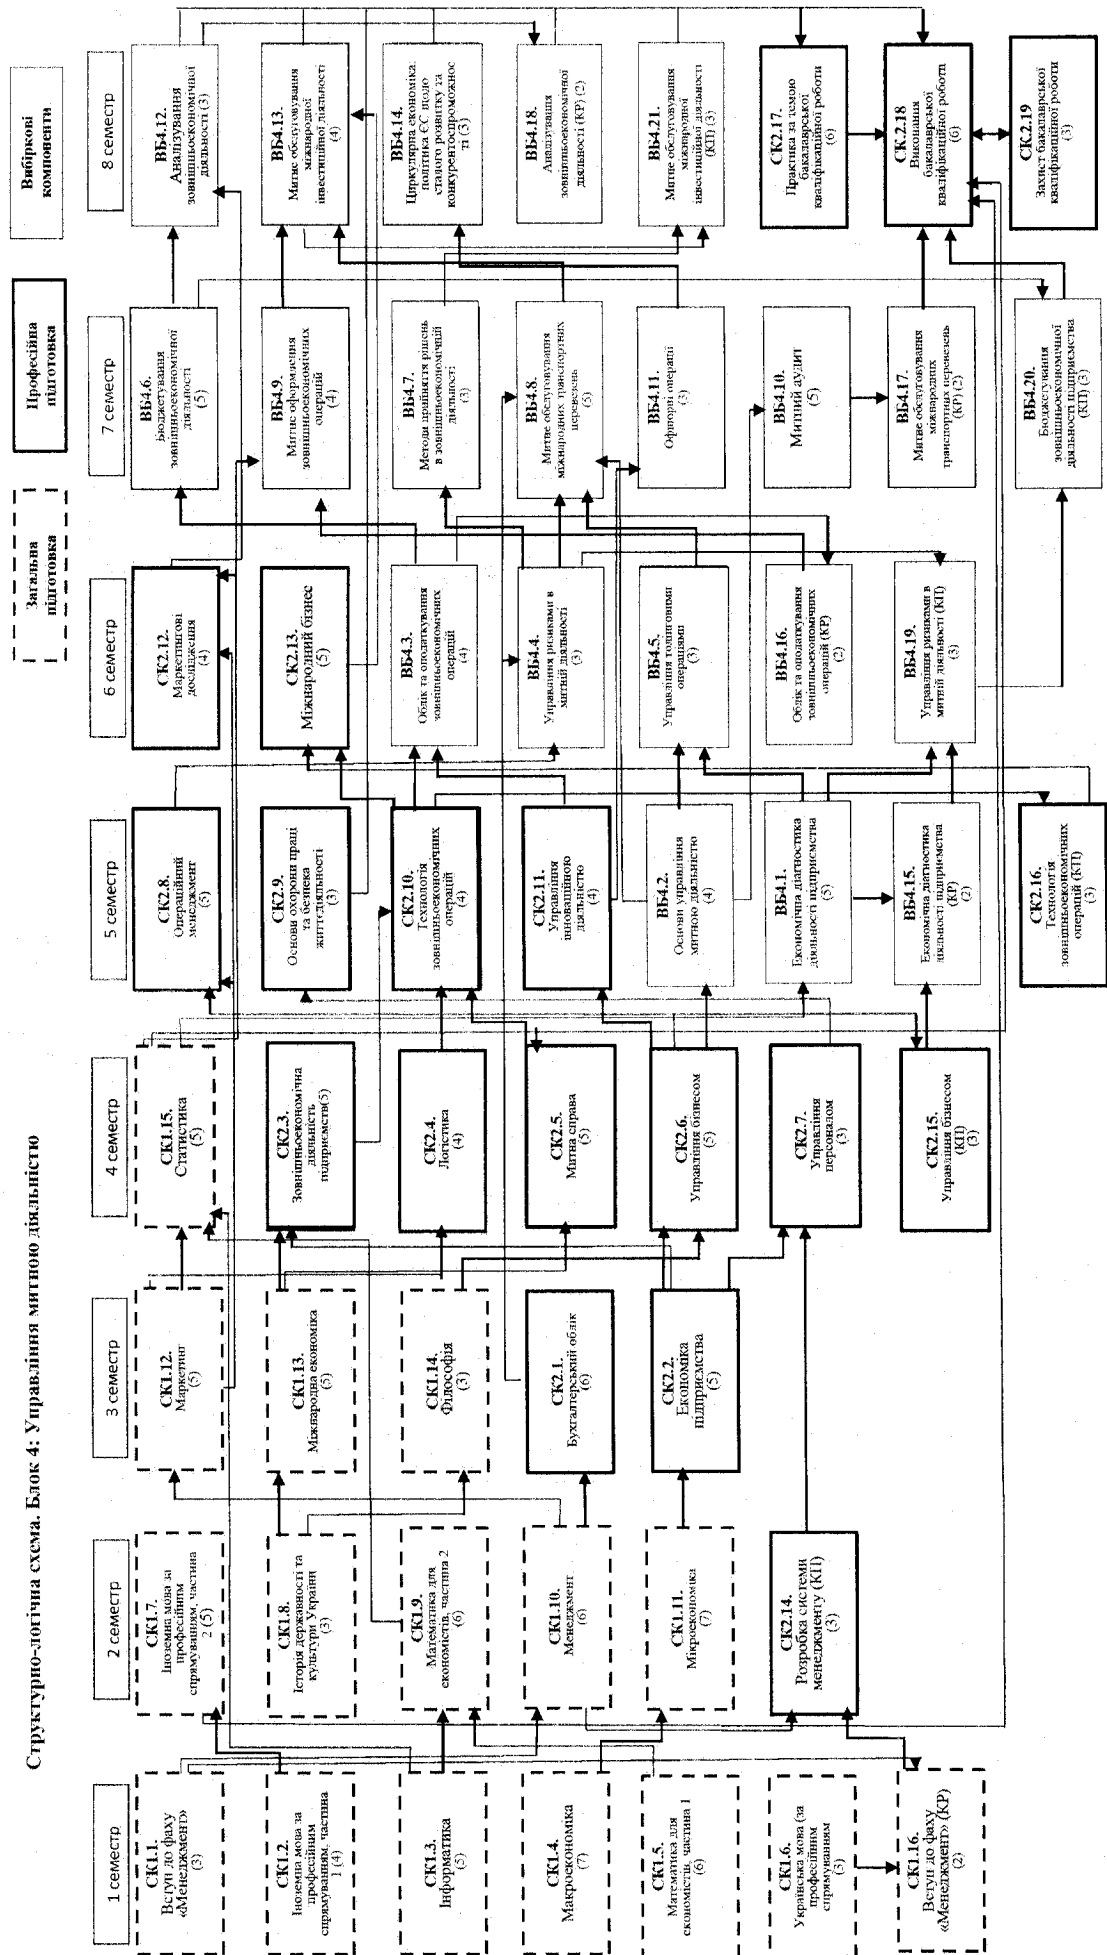 Структурно-логічна схема. Блок 4: Управління митною діяльністю
Загальна
підготовка
Професійна
підготовка
Вибіркові
компоненти
1 семестр
СК1.1.
Вступ до фаху
«Менеджмент»
(3)
СК1.2.
Іноземна мова за
професійним
спрямуванням, частина
1 (4)
СК1.3.
Інформатика
(5)
СК1.4.
Макроекономіка
(7)
СК1.5.
Математика для
економістів, частина 1
(6)
СК1.6.
Українська мова (за
професійним
спрямуванням
(3)
СК1.16.
Вступ до фаху
«Менеджмент» (КР)
(2)
2 семестр
СК1.7.
Іноземна мова за
професійним
спрямуванням, частина
2 (5)
СК1.8.
Історія державності та
культури України
(3)
СК1.9.
Математика для
економістів, частина 2
(6)
СК1.10.
Менеджмент
(6)
СК1.11.
Мікроекономіка
(7)
СК2.14.
Розробка системи
менеджменту (КП)
(3)
3 семестр
СК1.12.
Маркетинг
(5)
СК1.13.
Міжнародна економіка
(5)
СК1.14.
Філософія
(3)
СК2.1.
Бухгалтерський облік
(6)
СК2.2.
Економіка
підприємства
(5)
4 семестр
СК1.15.
Статистика
(5)
СК2.3.
Зовнішньоекономічна
діяльність
підприємств(5)
СК2.4.
Логістика
(4)
СК2.5.
Митна справа
(5)
СК2.6.
Управління бізнесом
(5)
СК2.7.
Управління
персоналом
(3)
СК2.15.
Управління бізнесом
(КП)
(3)
5 семестр
СК2.8.
Операційний
менеджмент
(5)
СК2.9.
Основи охорони праці
та безпека
життєдіяльності
(3)
СК2.10.
Технологія
зовнішньоекономічних
операцій
(4)
СК2.11.
Управління
інноваційною
діяльністю
(4)
ВБ4.2.
Основи управління
митною діяльністю
(4)
ВБ4.1.
Економічна діагностика
діяльності підприємства
(5)
ВБ4.15.
Економічна діагностика
діяльності підприємства
(КР)
(2)
СК2.16.
Технологія
зовнішньоекономічних
операцій (КП)
(3)
6 семестр
СК2.12.
Маркетингові
дослідження
(4)
СК2.13.
Міжнародний бізнес
(5)
ВБ4.3.
Облік та оподаткування
зовнішньоекономічних
операцій
(4)
ВБ4.4.
Управління ризиками в
митній діяльності
(3)
ВБ4.5.
Управління толінговими
операціями
(3)
ВБ4.16.
Облік та оподаткування
зовнішньоекономічних
операцій (КР)
(2)
ВБ4.19.
Управління ризиками в
митній діяльності (КП)
(3)
7 семестр
ВБ4.6.
Бюджетування
зовнішньоекономічної
діяльності
(5)
ВБ4.9.
Митне оформлення
зовнішньоекономічних
операцій
(4)
ВБ4.7.
Методи прийняття рішень
в зовнішньоекономічній
діяльності
(3)
ВБ4.8.
Митне обслуговування
міжнародних транспортних
перевезень
(5)
ВБ4.11.
Офшорні операції
(3)
ВБ4.10.
Митний аудит
(5)
ВБ4.17.
Митне обслуговування
міжнародних
транспортних перевезень
(КР) (2)
ВБ4.20.
Бюджетування
зовнішньоекономічної
діяльності підприємства
(КП) (3)
8 семестр
ВБ4.12.
Аналізування
зовнішньоекономічної
діяльності (3)
ВБ4.13.
Митне обслуговування
міжнародної
інвестиційної діяльності
(4)
ВБ4.14.
Циркулярна економіка:
політика ЄС щодо
сталого розвитку та
конкурентоспроможнос
ті (3)
ВБ4.18.
Аналізування
зовнішньоекономічної
діяльності (КР) (2)
ВБ4.21.
Митне обслуговування
міжнародної
інвестиційної діяльності
(КП) (3)
СК2.17.
Практика за темою
бакалаврської
кваліфікаційної роботи
(6)
СК.2.18
Виконання
бакалаврської
кваліфікаційної робота
(6)
СК.2.19
Захист бакалаврської
кваліфікаційної роботи
(3)